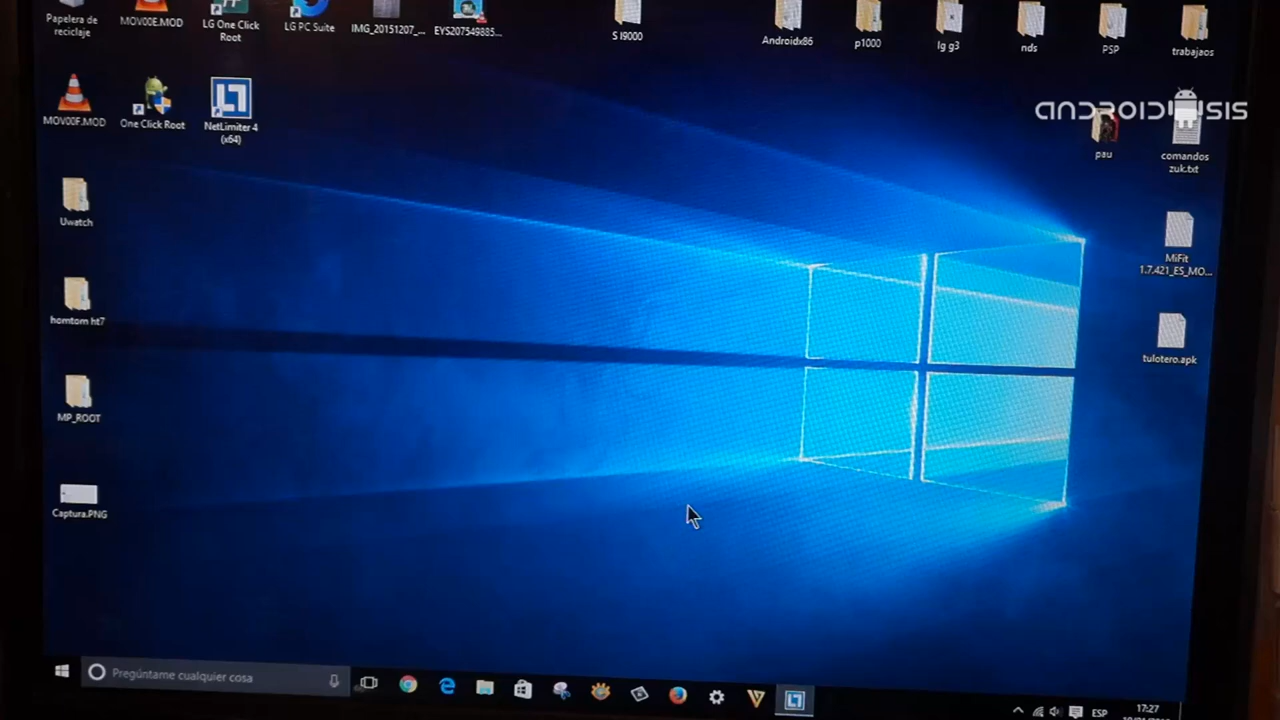 Papelera de
reciclaje
MOV00E.MOD
LG One Click
Root
LG PC Suite
IMG_20151207_...
EYS207549885...
S I9000
Androidx86
p1000
lg g3
nds
PSP
trabajaos
MOV00F.MOD
One Click Root
NetLimiter 4
(x64)
ANDROIDSIS
pau
comandos
zuk.txt
Uwatch
MiFit
1.7.421_ES_MO...
homtom ht7
tulotero.apk
MP_ROOT
Captura.PNG
Pregúntame cualquier cosa
ESP
17:27